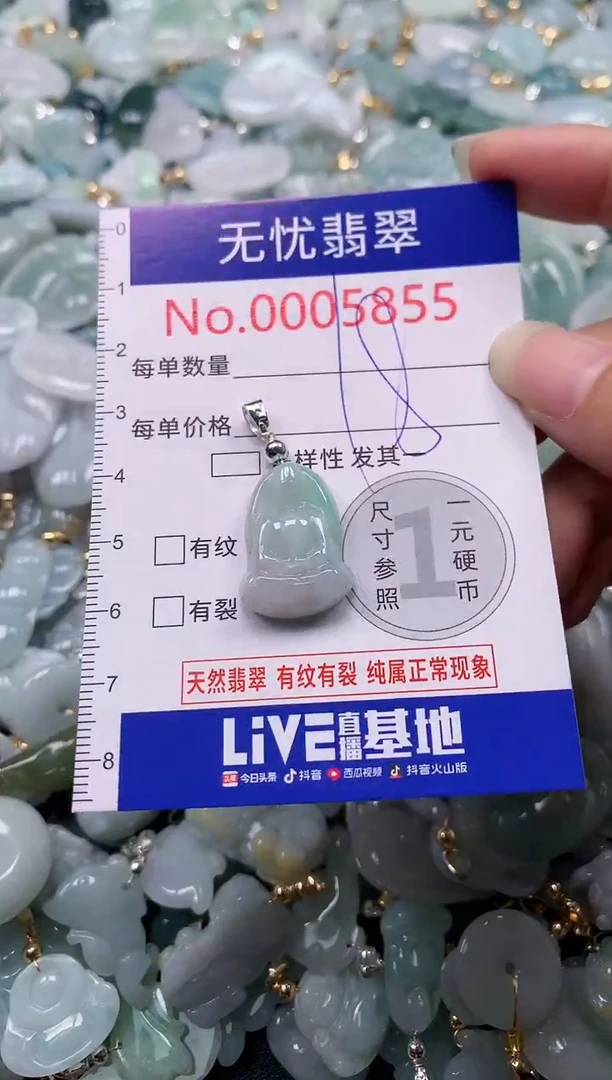 0
无忧翡翠
1
No.0005855
2
每单数量
3
每单价格
4
样性 发其一
5
有纹
尺寸参照
1
一元硬币
6
有裂
7
天然翡翠 有纹有裂 纯属正常现象
8
LiVE直播基地
头条 今日头条 抖音 西瓜视频 抖音火山版